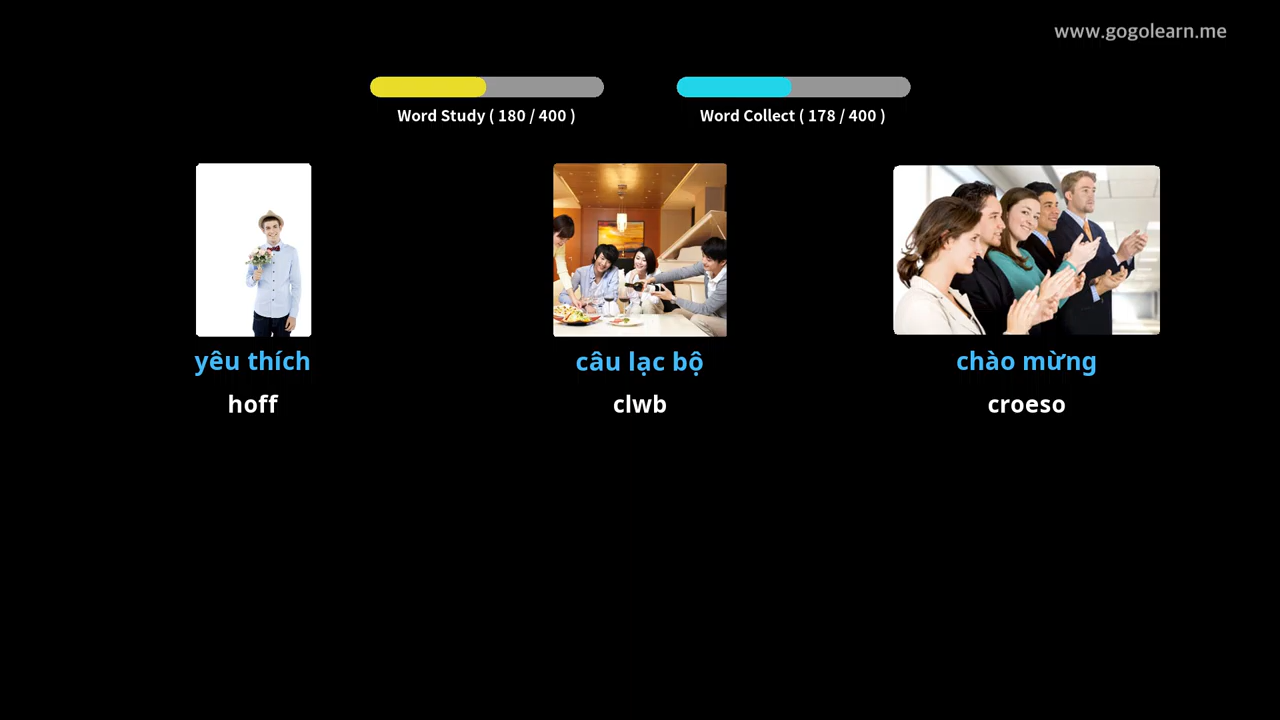 www.gogolearn.me
Word Study ( 180 / 400 )
Word Collect ( 178 / 400 )
yêu thích
câu lạc bộ
chào mừng
hoff
clwb
croeso